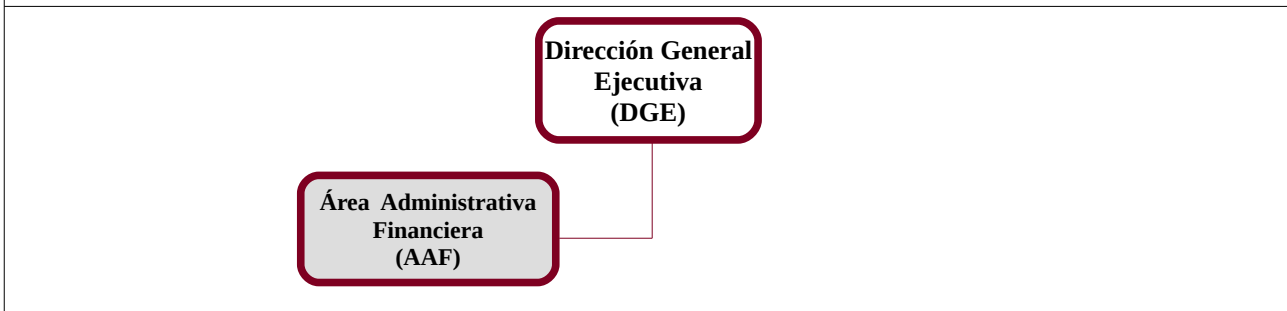 Dirección General
Ejecutiva
(DGE)
Área  Administrativa
Financiera
(AAF)